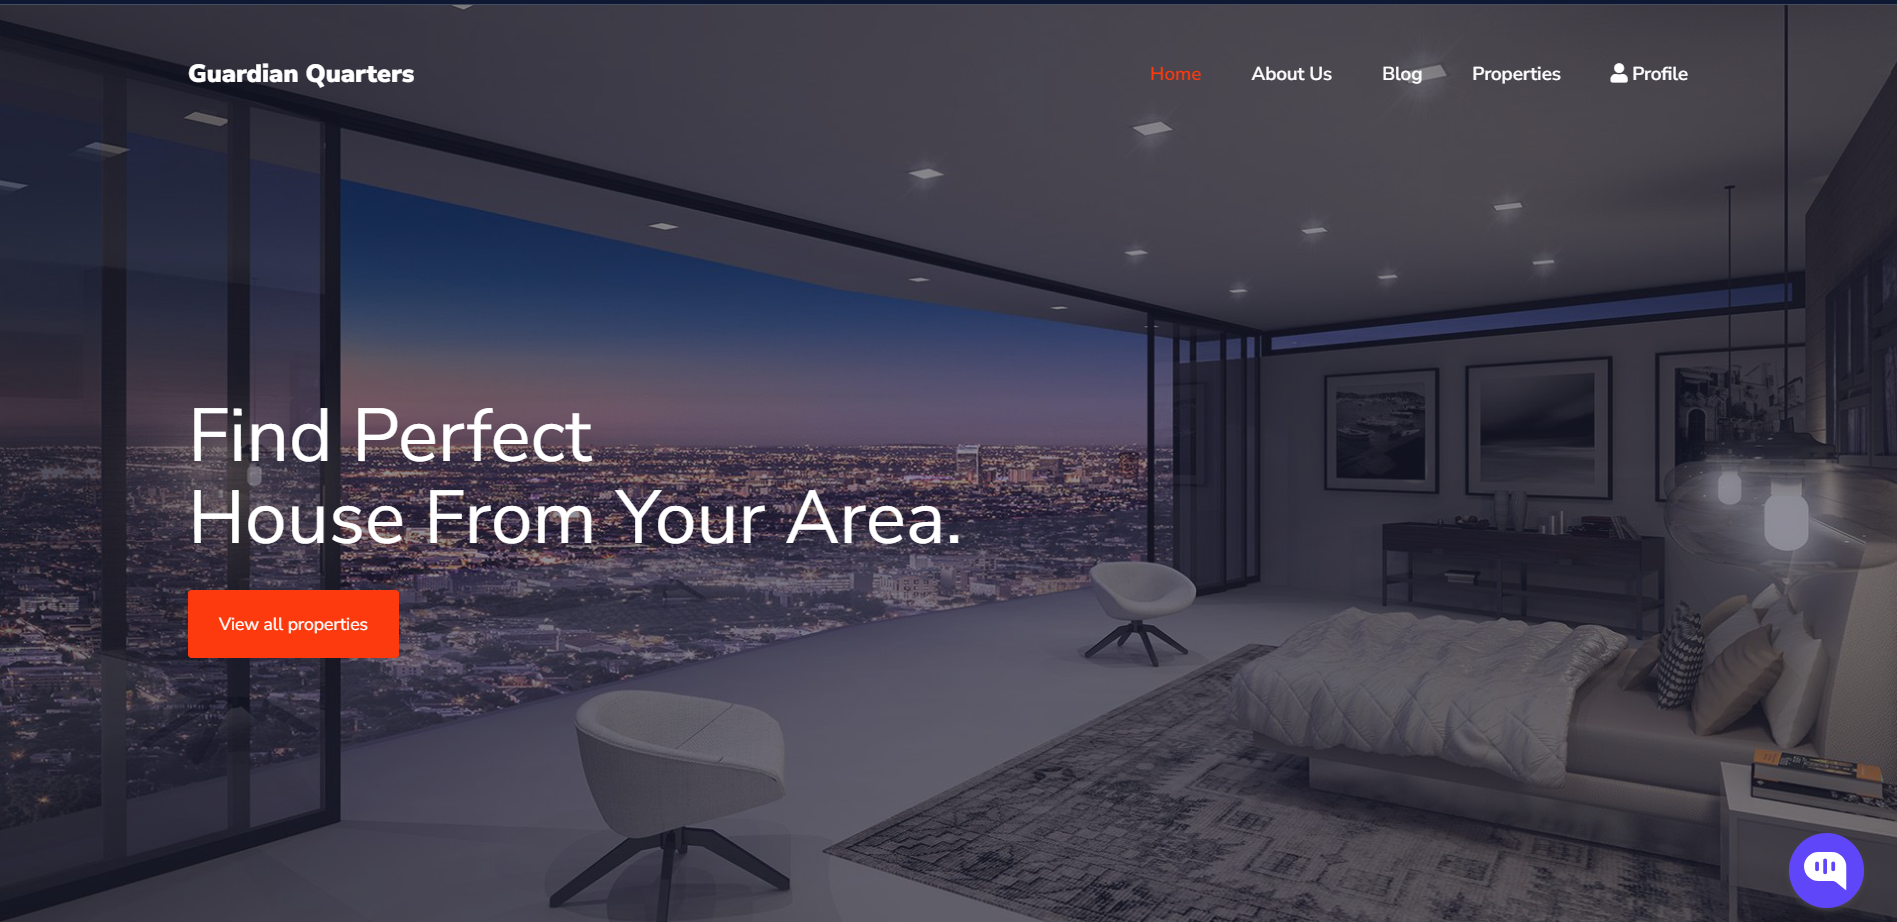 Guardian Quarters
Home About Us Blog Properties Profile
Find Perfect
House From Your Area.
View all properties